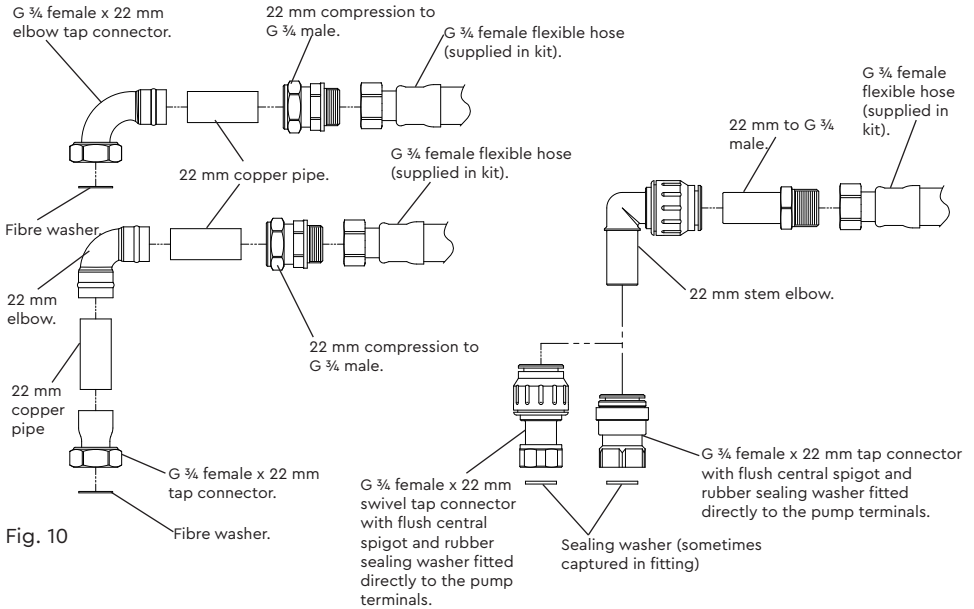 G ¾ female x 22 mm
elbow tap connector.
22 mm compression to
G ¾ male.
G ¾ female flexible hose
(supplied in kit).
G ¾ female
flexible hose
(supplied in
kit).
22 mm to G ¾
male.
22 mm copper pipe.
G ¾ female flexible hose
(supplied in kit).
Fibre washer.
22 mm
elbow.
22 mm stem elbow.
22 mm compression to
G ¾ male.
22 mm
copper
pipe
G ¾ female x 22 mm
tap connector.
G ¾ female x 22 mm
swivel tap connector
with flush central
spigot and rubber
sealing washer fitted
directly to the pump
terminals.
G ¾ female x 22 mm tap connector
with flush central spigot and
rubber sealing washer fitted
directly to the pump terminals.
Fig. 10
Fibre washer.
Sealing washer (sometimes
captured in fitting)